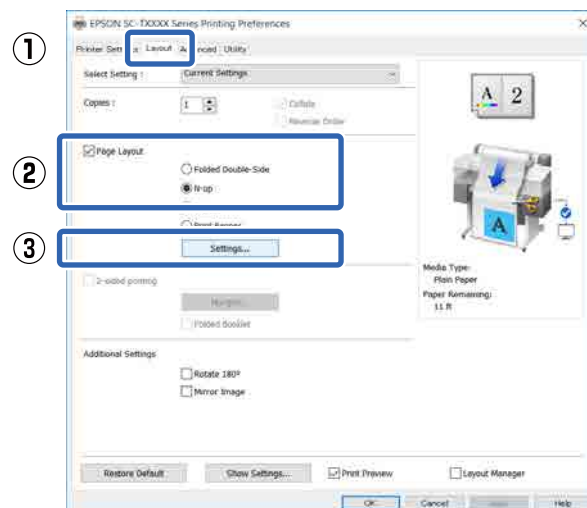 EPSON SC-TXXXX Series Printing Preferences
①
Layout Utility
Select Setting : Current Settings
Copies : 1 Collate
Reverse Order
②
Page Layout
Folded Double-Side
N-up
③
Settings...
2-sided printing
Folded Booklet
Additional Settings
Rotate 180°
Mirror Image
A 2
A
Media Type:
Plain Paper
Paper Remaining:
11 ft
Restore Default Show Settings... Print Preview Layout Manager
OK Cancel Help